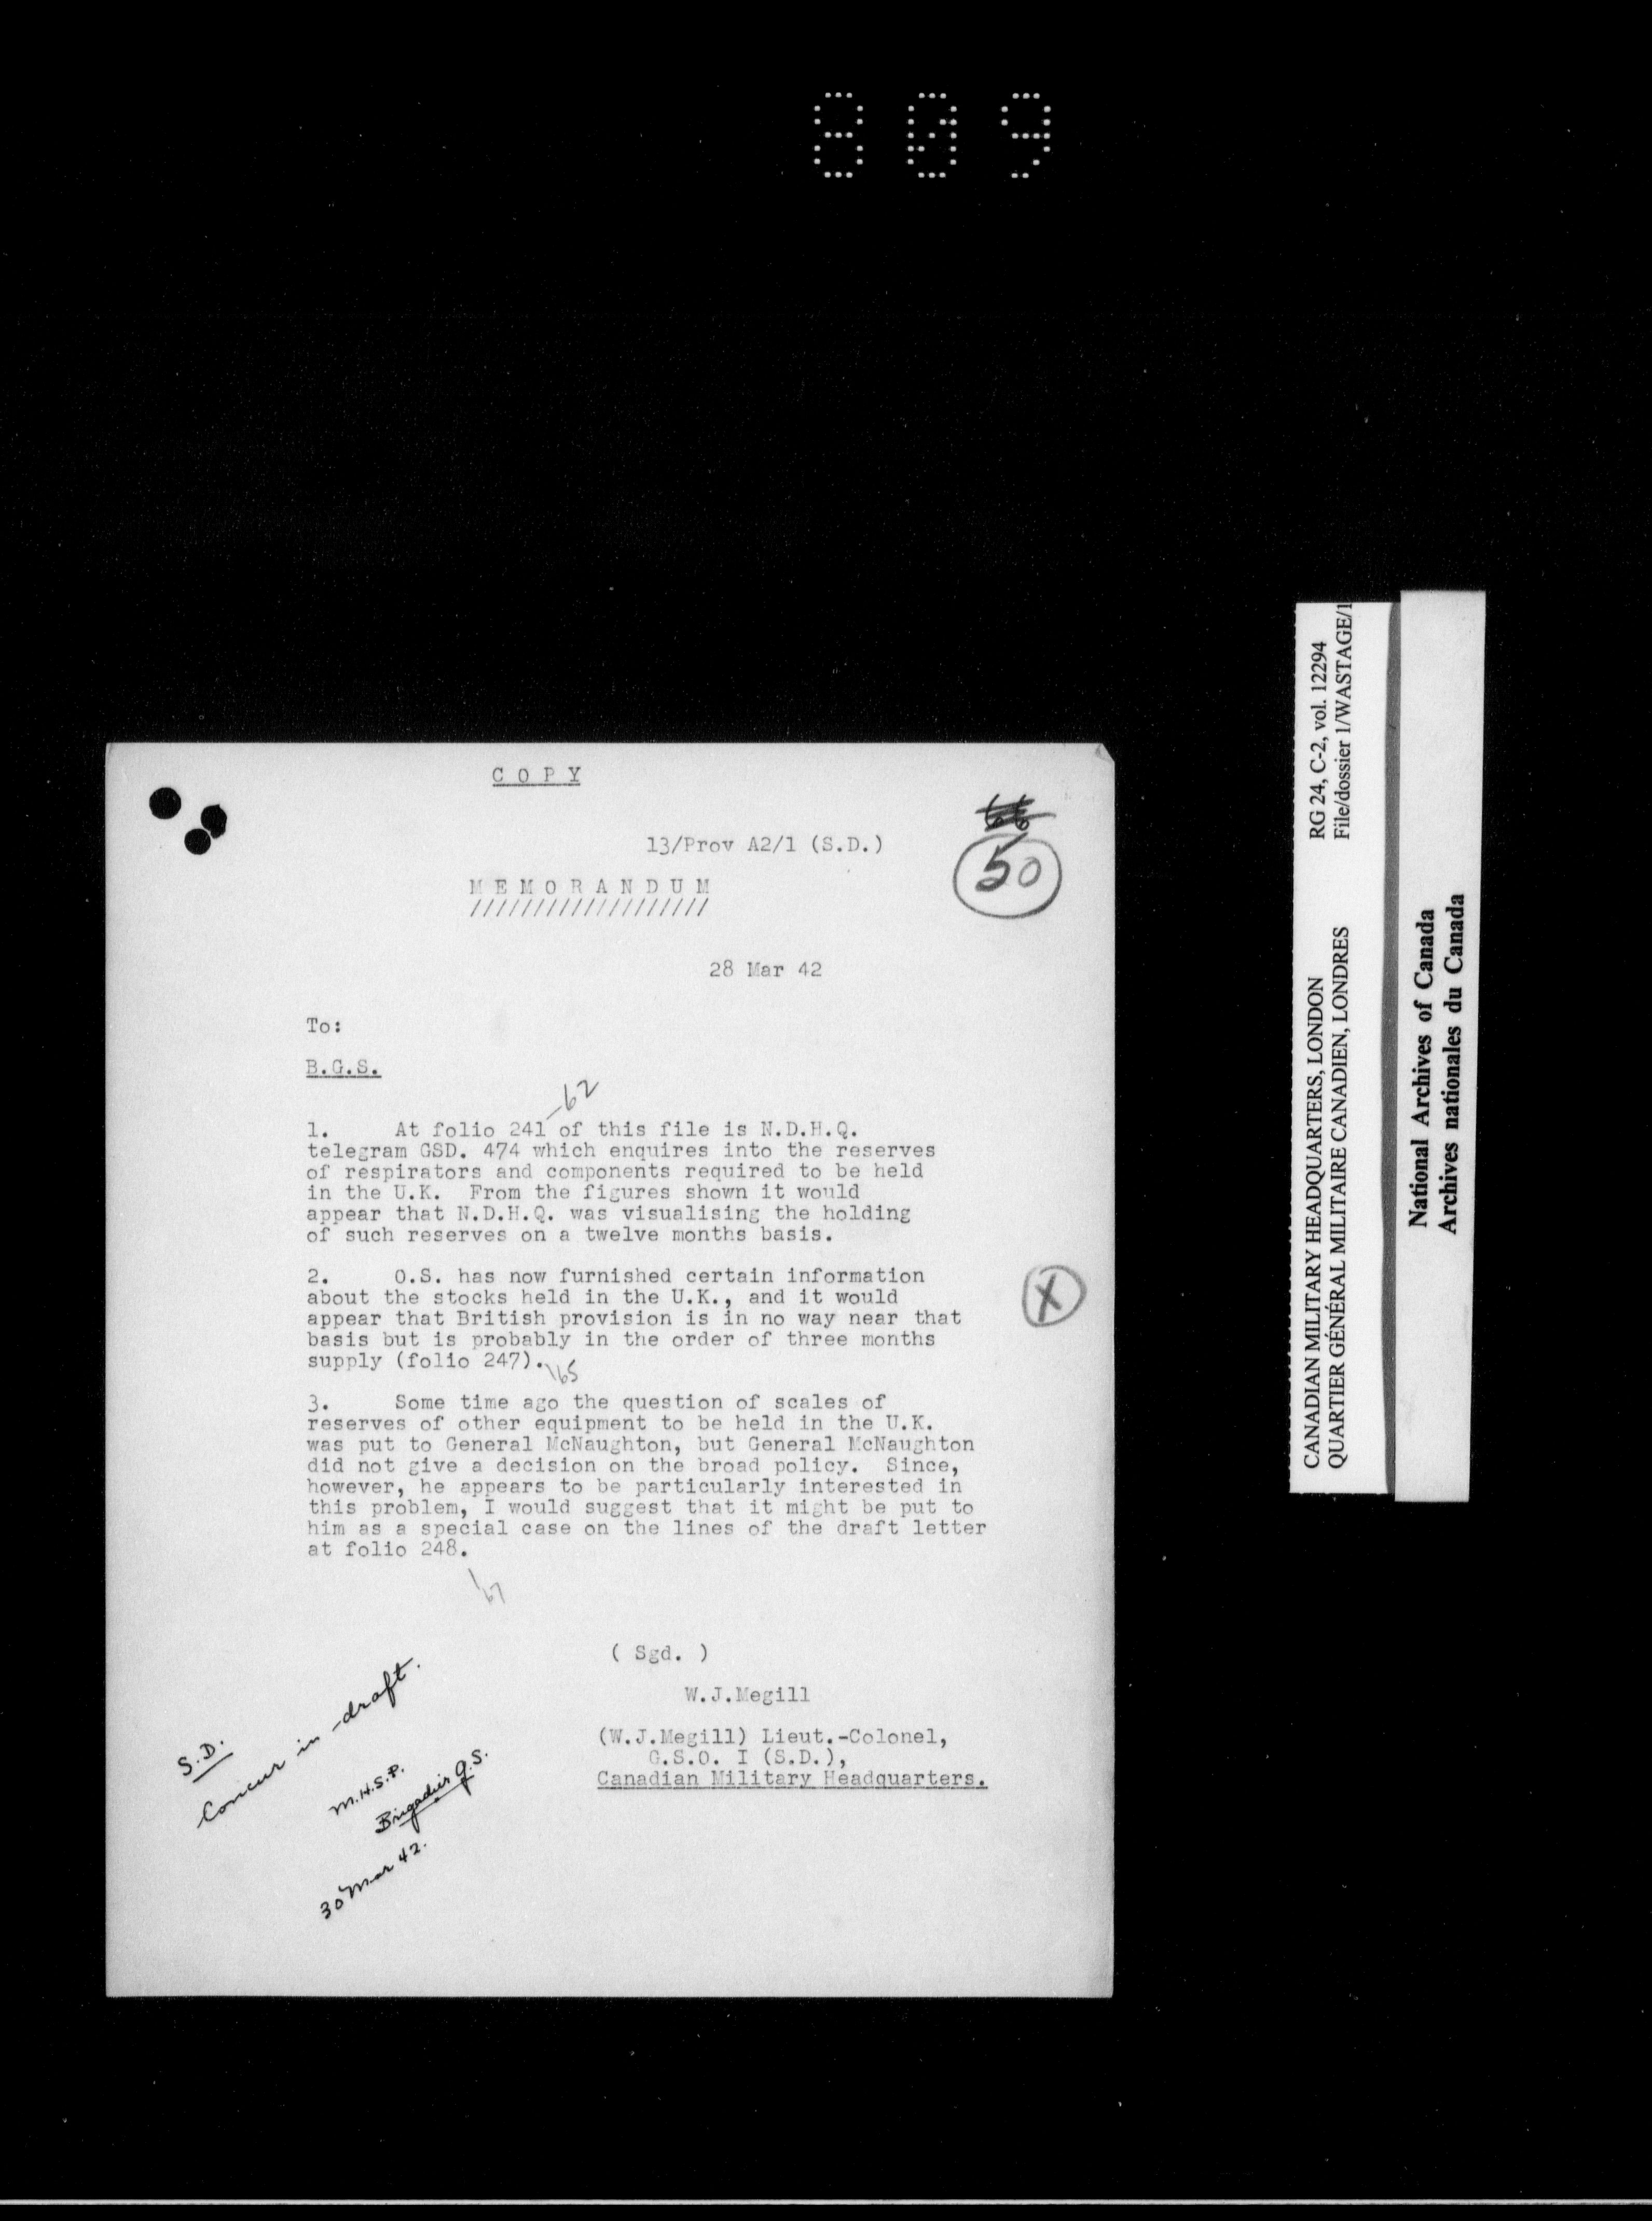 809
COPY
66
13/Prov A2/1 (S.D.)
50
MEMORANDUM
///////////////////
28 Mar 42
To:
B.G.S.
62
1. At folio 241 of this file is N.D.H.Q.
telegram GSD. 474 which enquires into the reserves
of respirators and components required to be held
in the U.K. From the figures shown it would
appear that N.D.H.Q. was visualising the holding
of such reserves on a twelve months basis.
2. O.S. has now furnished certain information
about the stocks held in the U.K., and it would
appear that British provision is in no way near that
basis but is probably in the order of three months
supply (folio 247).
65
X
3. Some time ago the question of scales of
reserves of other equipment to be held in the U.K.
was put to General McNaughton, but General McNaughton
did not give a decision on the broad policy. Since,
however, he appears to be particularly interested in
this problem, I would suggest that it might be put to
him as a special case on the lines of the draft letter
at folio 248.
67
( Sgd. )
W.J.Megill
(W.J.Megill) Lieut.-Colonel,
G.S.O. I (S.D.),
Canadian Military Headquarters.
S.D.
Concur in draft.
M.H.S.P.
Brigadier G.S.
30 Mar 42.
RG 24, C-2, vol. 12294
File/dossier 1/WASTAGE/1
CANADIAN MILITARY HEADQUARTERS, LONDON
QUARTIER GÉNÉRAL MILITAIRE CANADIEN, LONDRES
National Archives of Canada
Archives nationales du Canada